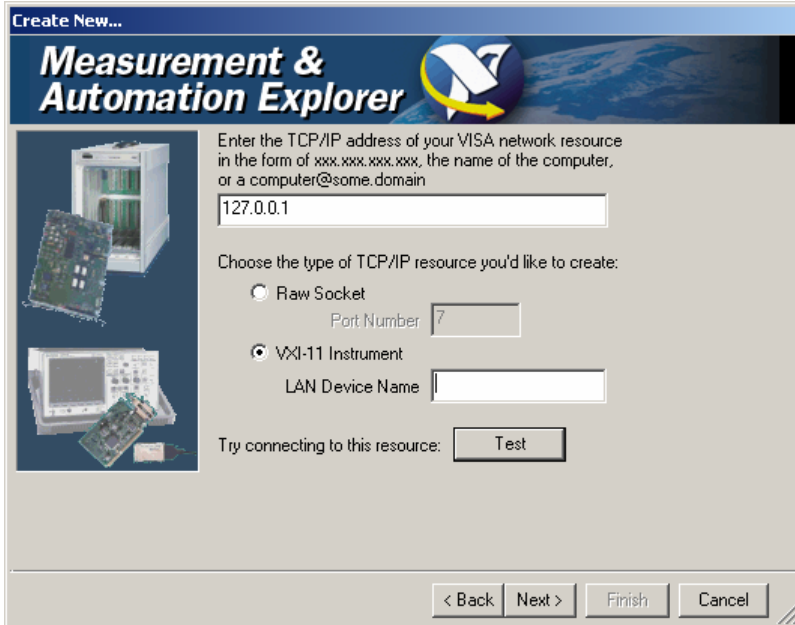 Create New...
Measurement &
Automation Explorer
Enter the TCP/IP address of your VISA network resource
in the form of xxx.xxx.xxx.xxx, the name of the computer,
or a computer@some.domain
127.0.0.1
Choose the type of TCP/IP resource you'd like to create:
Raw Socket
Port Number 7
VXI-11 Instrument
LAN Device Name
Try connecting to this resource: Test
< Back Next > Finish Cancel